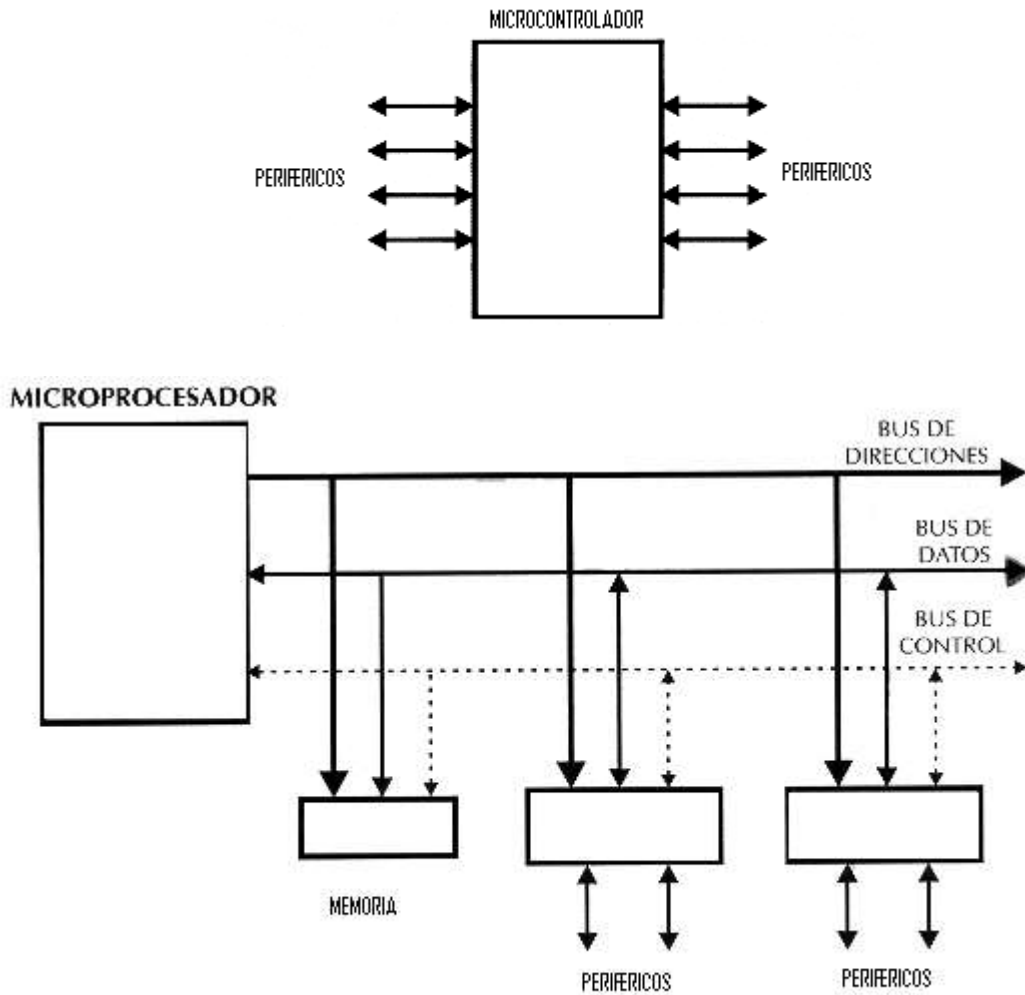 MICROCONTROLADOR
PERIFERICOS
PERIFERICOS
MICROPROCESADOR
BUS DE
DIRECCIONES
BUS DE
DATOS
BUS DE
CONTROL
MEMORIA
PERIFERICOS
PERIFERICOS